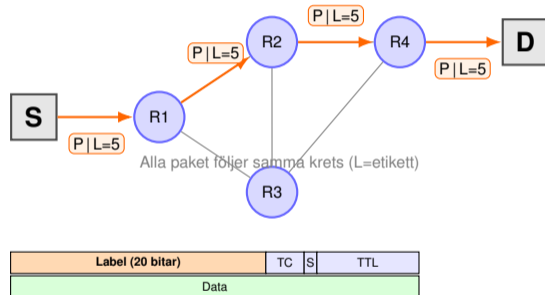 P|L=5
R2
R4
D
P|L=5
P|L=5
S
R1
P|L=5
Alla paket följer samma krets (L=etikett)
R3
Label (20 bitar) TC S TTL
Data